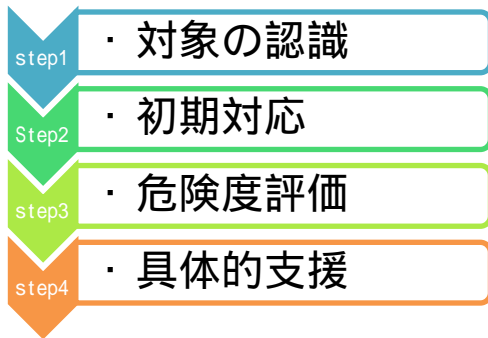 step1
・対象の認識
Step2
・初期対応
step3
・危険度評価
step4
・具体的支援